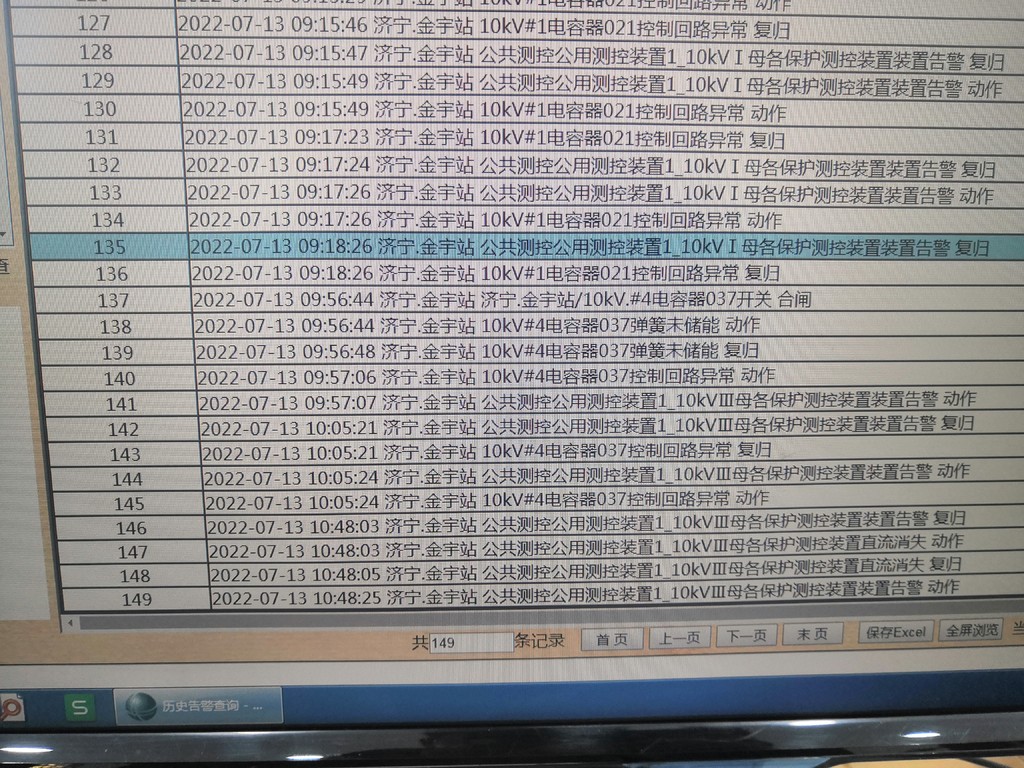 127 2022-07-13 09:15:46 济宁.金宇站 10kV#1电容器021控制回路异常 复归
128 2022-07-13 09:15:47 济宁.金宇站 公共测控公用测控装置1_10kVⅠ母各保护测控装置装置告警 复归
129 2022-07-13 09:15:49 济宁.金宇站 公共测控公用测控装置1_10kVⅠ母各保护测控装置装置告警 动作
130 2022-07-13 09:15:49 济宁.金宇站 10kV#1电容器021控制回路异常 动作
131 2022-07-13 09:17:23 济宁.金宇站 10kV#1电容器021控制回路异常 复归
132 2022-07-13 09:17:24 济宁.金宇站 公共测控公用测控装置1_10kVⅠ母各保护测控装置装置告警 复归
133 2022-07-13 09:17:26 济宁.金宇站 公共测控公用测控装置1_10kVⅠ母各保护测控装置装置告警 动作
134 2022-07-13 09:17:26 济宁.金宇站 10kV#1电容器021控制回路异常 动作
135 2022-07-13 09:18:26 济宁.金宇站 公共测控公用测控装置1_10kVⅠ母各保护测控装置装置告警 复归
查
136 2022-07-13 09:18:26 济宁.金宇站 10kV#1电容器021控制回路异常 复归
137 2022-07-13 09:56:44 济宁.金宇站 济宁.金宇站/10kV.#4电容器037开关 合闸
138 2022-07-13 09:56:44 济宁.金宇站 10kV#4电容器037弹簧未储能 动作
139 2022-07-13 09:56:48 济宁.金宇站 10kV#4电容器037弹簧未储能 复归
140 2022-07-13 09:57:06 济宁.金宇站 10kV#4电容器037控制回路异常 动作
141 2022-07-13 09:57:07 济宁.金宇站 公共测控公用测控装置1_10kVⅢ母各保护测控装置装置告警 动作
142 2022-07-13 10:05:21 济宁.金宇站 公共测控公用测控装置1_10kVⅢ母各保护测控装置装置告警 复归
143 2022-07-13 10:05:21 济宁.金宇站 10kV#4电容器037控制回路异常 复归
144 2022-07-13 10:05:24 济宁.金宇站 公共测控公用测控装置1_10kVⅢ母各保护测控装置装置告警 动作
145 2022-07-13 10:05:24 济宁.金宇站 10kV#4电容器037控制回路异常 动作
146 2022-07-13 10:48:03 济宁.金宇站 公共测控公用测控装置1_10kVⅢ母各保护测控装置装置告警 复归
147 2022-07-13 10:48:03 济宁.金宇站 公共测控公用测控装置1_10kVⅢ母各保护测控装置直流消失 动作
148 2022-07-13 10:48:05 济宁.金宇站 公共测控公用测控装置1_10kVⅢ母各保护测控装置直流消失 复归
149 2022-07-13 10:48:25 济宁.金宇站 公共测控公用测控装置1_10kVⅢ母各保护测控装置装置告警 动作
共 149 条记录 首 页 上一页 下一页 末 页 保存Excel 全屏浏览 当
S 历史告警查询 - ...